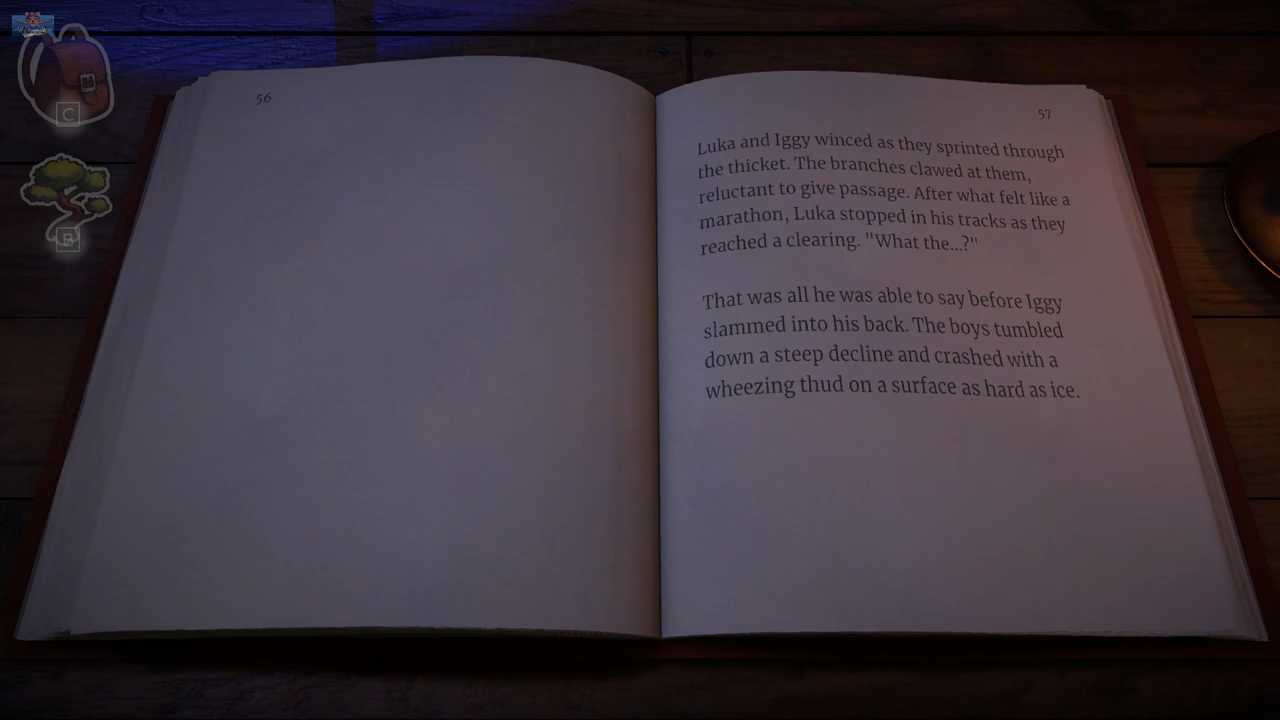 C
B
56
57
Luka and Iggy winced as they sprinted through
the thicket. The branches clawed at them,
reluctant to give passage. After what felt like a
marathon, Luka stopped in his tracks as they
reached a clearing. "What the...?"
That was all he was able to say before Iggy
slammed into his back. The boys tumbled
down a steep decline and crashed with a
wheezing thud on a surface as hard as ice.